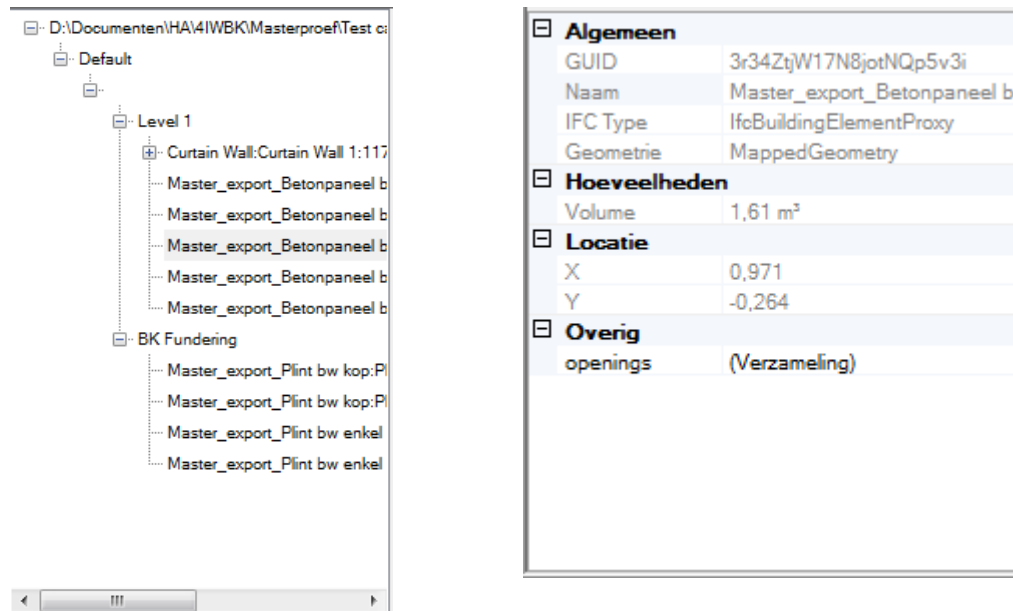 D:\Documenten\HA\4IWBK\Masterproef\Test ca
Default
Level 1
Curtain Wall:Curtain Wall 1:117
Master_export_Betonpaneel b
Master_export_Betonpaneel b
Master_export_Betonpaneel b
Master_export_Betonpaneel b
Master_export_Betonpaneel b
BK Fundering
Master_export_Plint bw kop:Pl
Master_export_Plint bw kop:Pl
Master_export_Plint bw enkel
Master_export_Plint bw enkel
Algemeen
GUID 3r34ZtjW17N8jotNQp5v3i
Naam Master_export_Betonpaneel b
IFC Type IfcBuildingElementProxy
Geometrie MappedGeometry
Hoeveelheden
Volume 1,61 m³
Locatie
X 0,971
Y -0,264
Overig
openings (Verzameling)